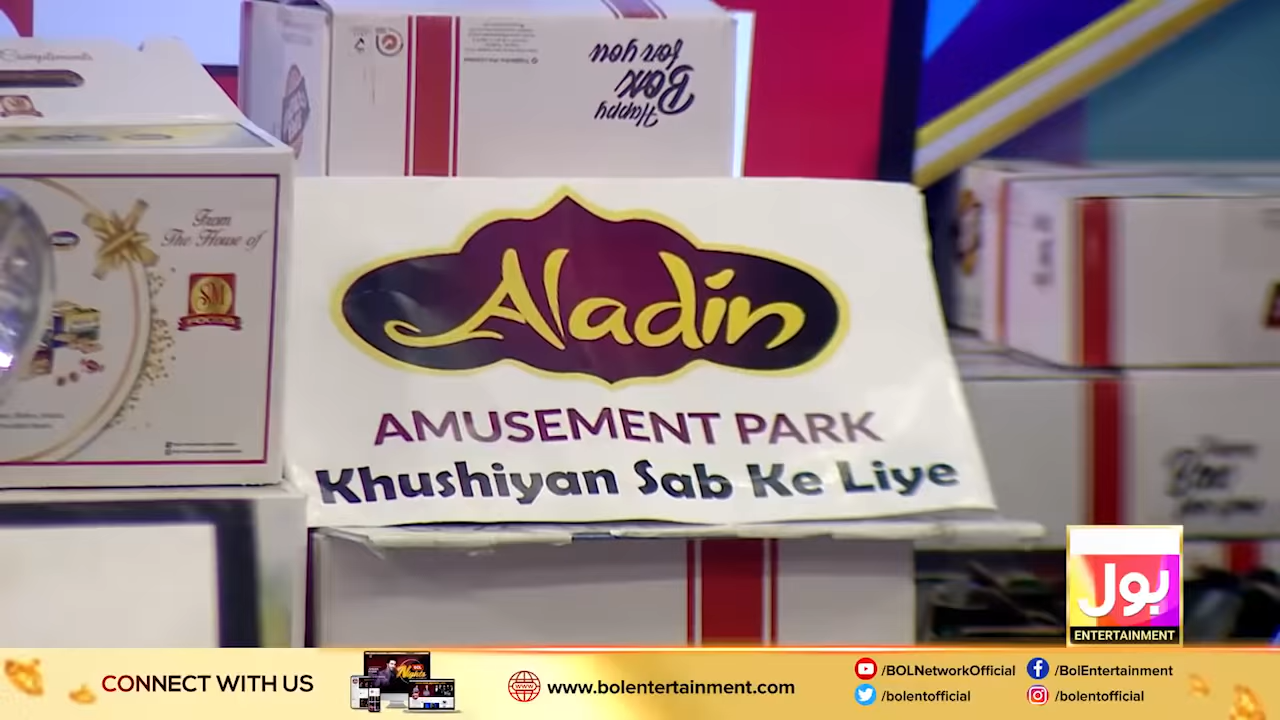 Happy
Box
for you
From
The House of
SM
FOODS
Aladin
AMUSEMENT PARK
Khushiyan Sab Ke Liye
بول
ENTERTAINMENT
CONNECT WITH US
www.bolentertainment.com
/BOLNetworkOfficial
/BolEntertainment
/bolentofficial
/bolentofficial